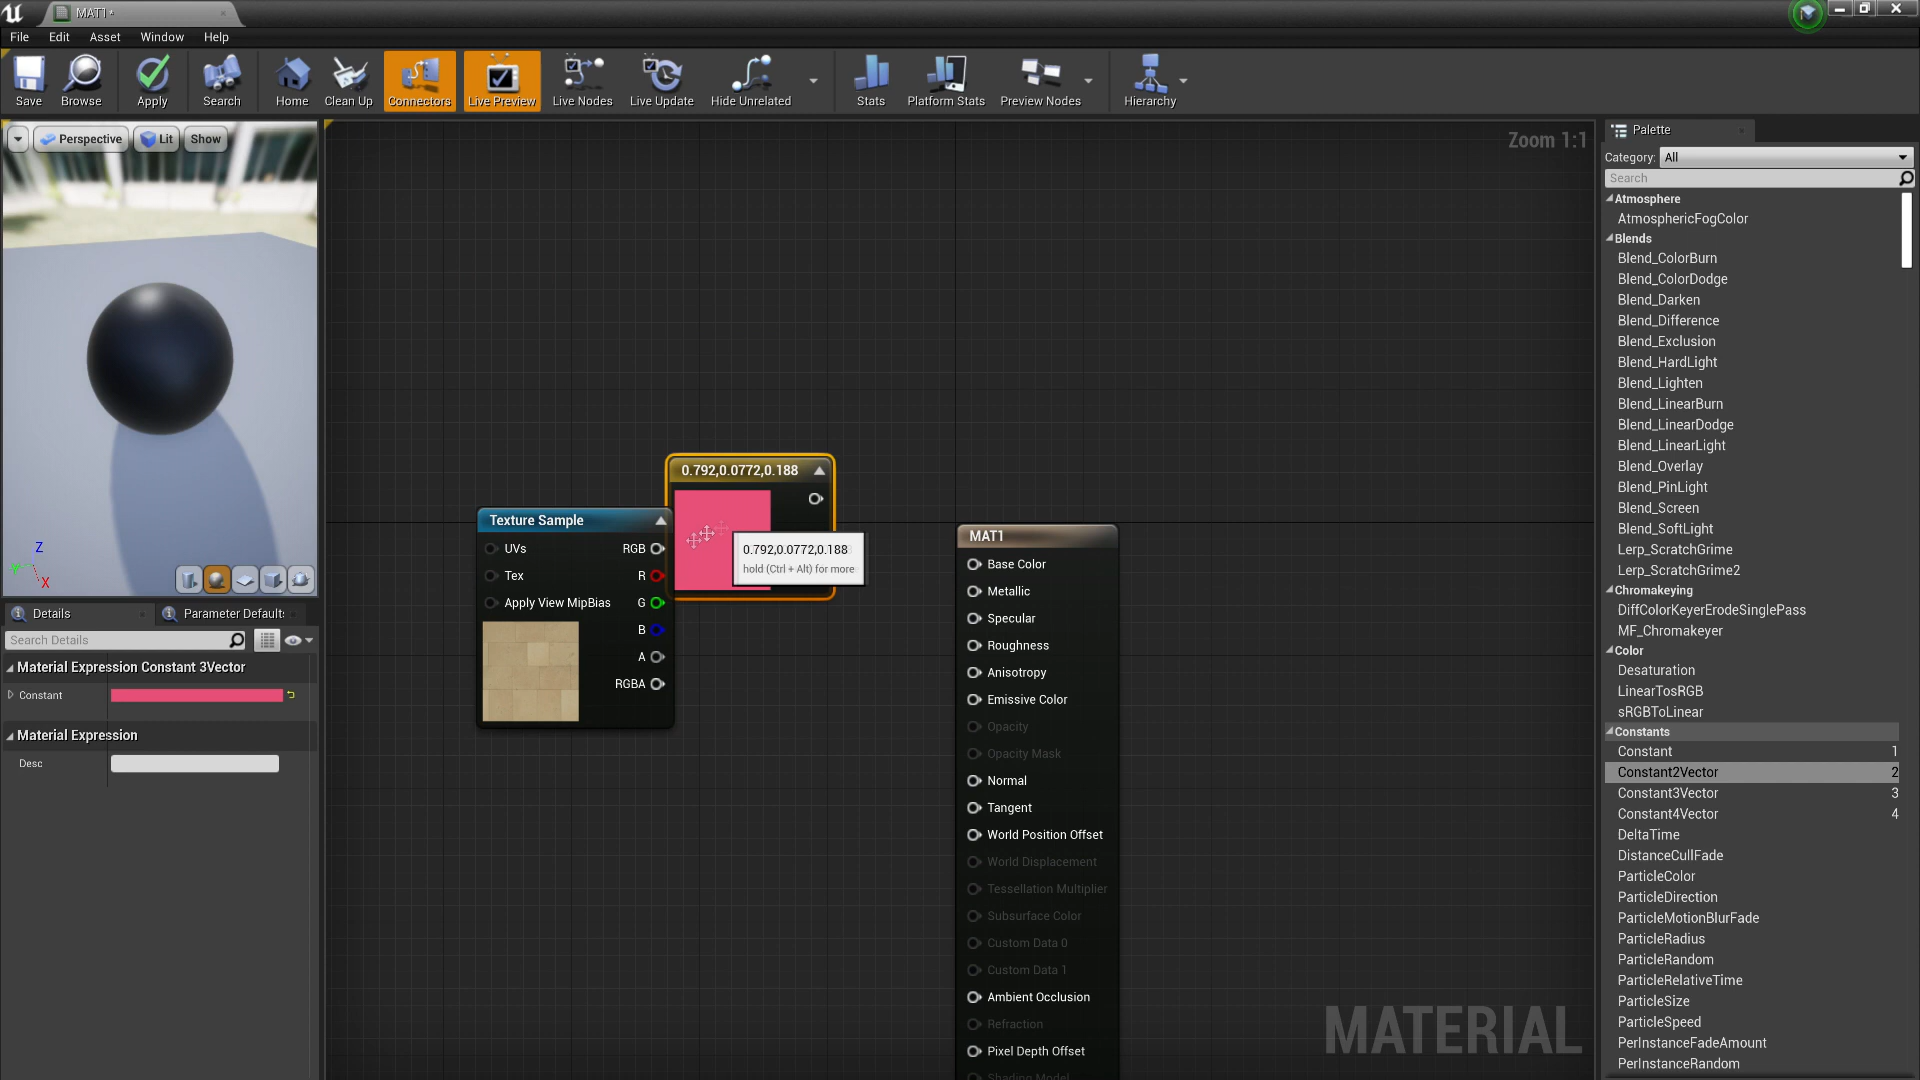 MAT1*
File Edit Asset Window Help
Save Browse Apply Search Home Clean Up Connectors Live Preview Live Nodes Live Update Hide Unrelated Stats Platform Stats Preview Nodes Hierarchy
Perspective Lit Show
Z
X
Details Parameter Default
Search Details
Material Expression Constant 3Vector
Constant
Material Expression
Desc
Zoom 1:1
0.792,0.0772,0.188
Texture Sample
UVs RGB
Tex R
Apply View MipBias G
B
A
RGBA
0.792,0.0772,0.188
hold (Ctrl + Alt) for more
MAT1
Base Color
Metallic
Specular
Roughness
Anisotropy
Emissive Color
Opacity
Opacity Mask
Normal
Tangent
World Position Offset
World Displacement
Tessellation Multiplier
Subsurface Color
Custom Data 0
Custom Data 1
Ambient Occlusion
Refraction
Pixel Depth Offset
Shading Model
MATERIAL
Palette
Category: All
Search
Atmosphere
AtmosphericFogColor
Blends
Blend_ColorBurn
Blend_ColorDodge
Blend_Darken
Blend_Difference
Blend_Exclusion
Blend_HardLight
Blend_Lighten
Blend_LinearBurn
Blend_LinearDodge
Blend_LinearLight
Blend_Overlay
Blend_PinLight
Blend_Screen
Blend_SoftLight
Lerp_ScratchGrime
Lerp_ScratchGrime2
Chromakeying
DiffColorKeyerErodeSinglePass
MF_Chromakeyer
Color
Desaturation
LinearTosRGB
sRGBToLinear
Constants
Constant 1
Constant2Vector 2
Constant3Vector 3
Constant4Vector 4
DeltaTime
DistanceCullFade
ParticleColor
ParticleDirection
ParticleMotionBlurFade
ParticleRadius
ParticleRandom
ParticleRelativeTime
ParticleSize
ParticleSpeed
PerInstanceFadeAmount
PerInstanceRandom